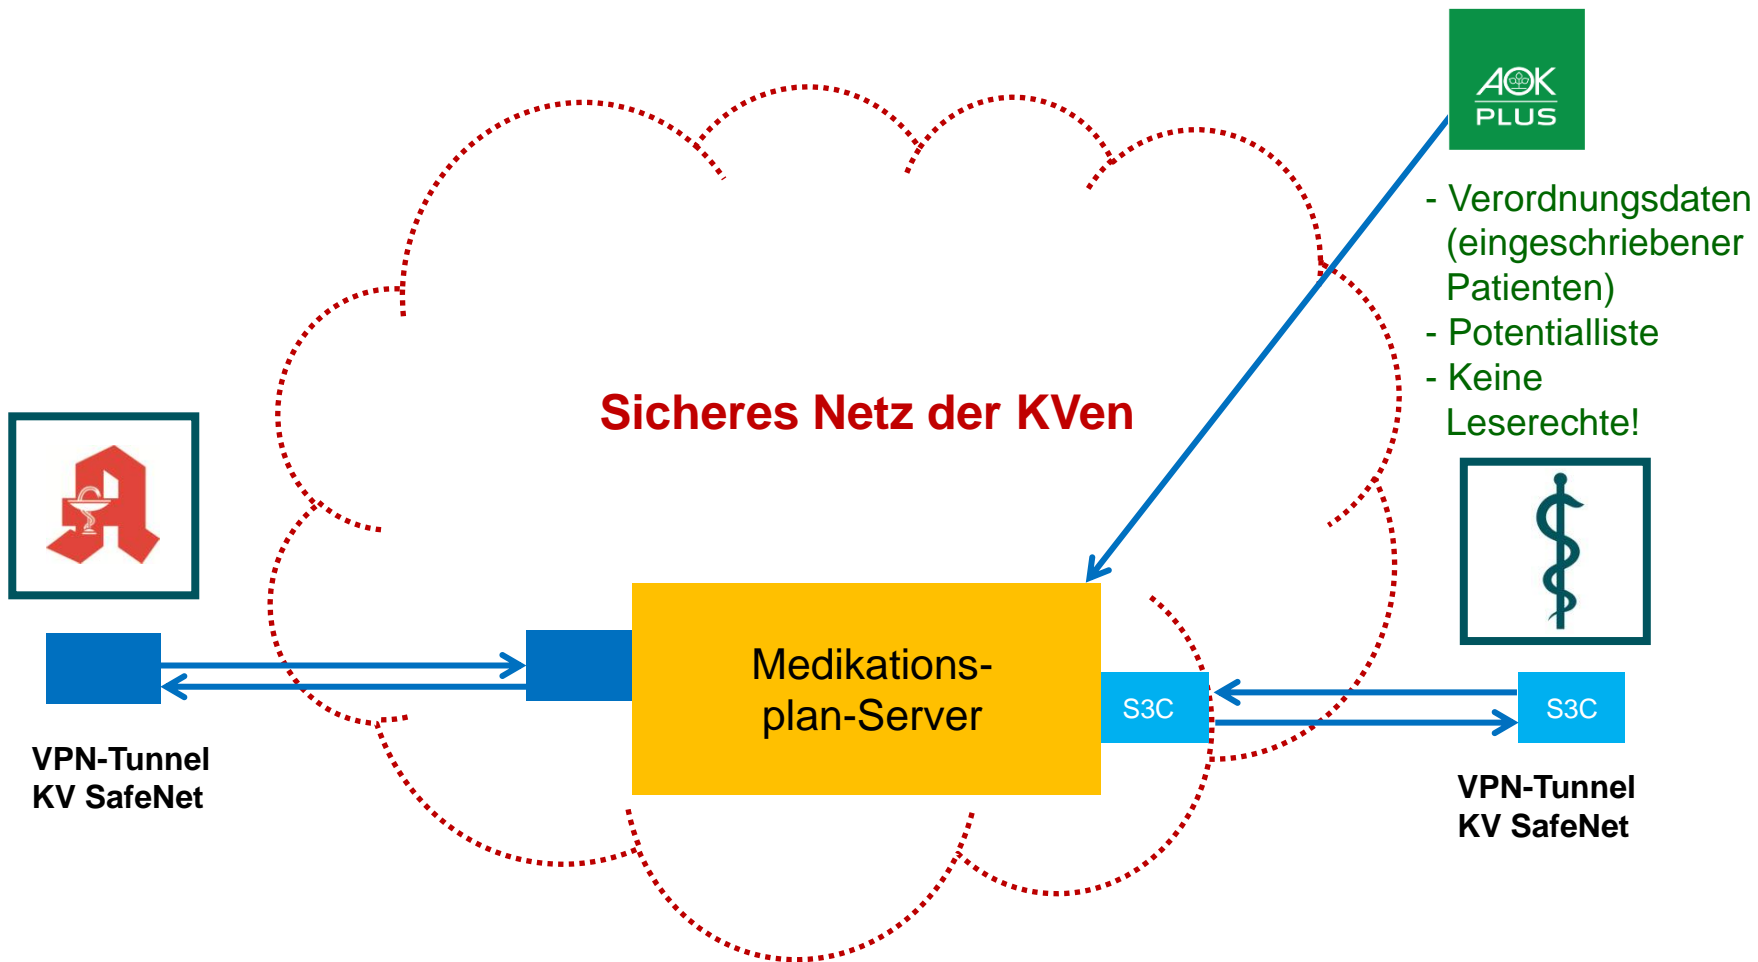 AOK
PLUS
- Verordnungsdaten
(eingeschriebener
Patienten)
- Potentialliste
- Keine
Leserechte!
Sicheres Netz der KVen
Medikations-
plan-Server
S3C
S3C
VPN-Tunnel
KV SafeNet
VPN-Tunnel
KV SafeNet